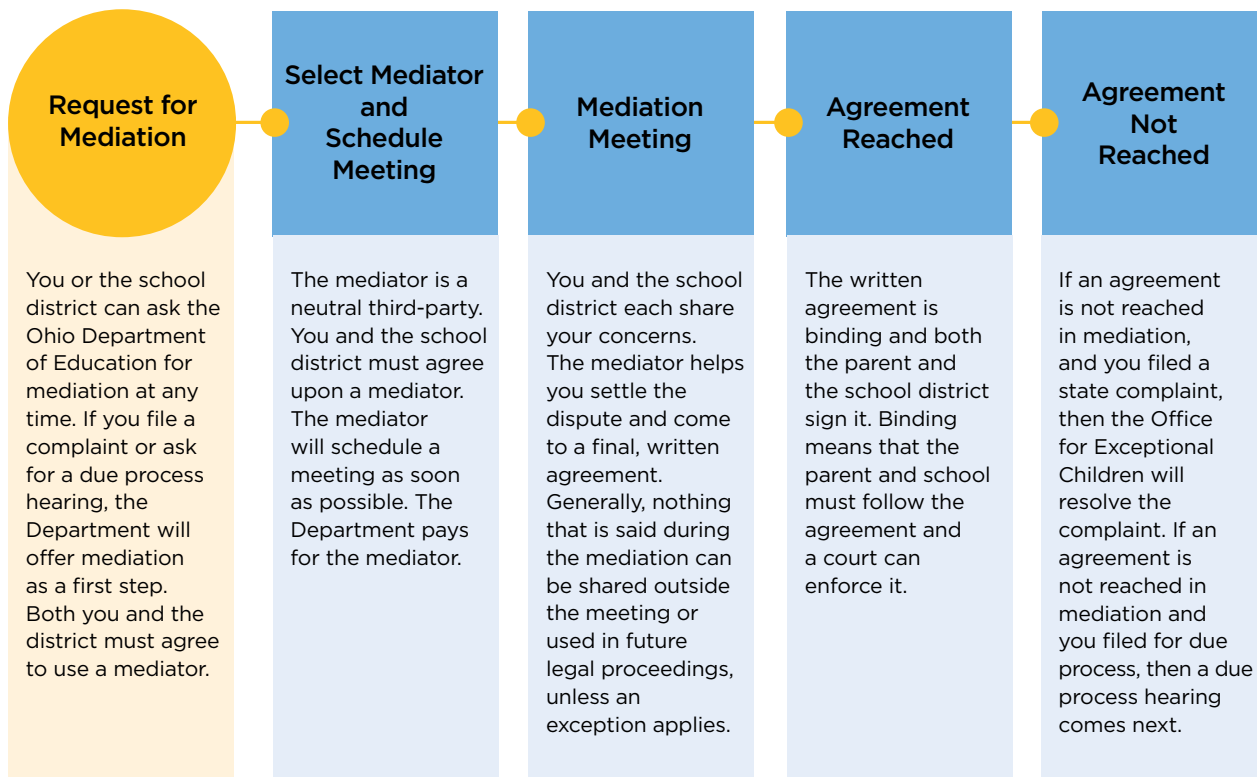 Request for
Mediation
You or the school
district can ask the
Ohio Department
of Education for
mediation at any
time. If you file a
complaint or ask
for a due process
hearing, the
Department will
offer mediation
as a first step.
Both you and the
district must agree
to use a mediator.
Select Mediator
and
Schedule
Meeting
The mediator is a
neutral third-party.
You and the school
district must agree
upon a mediator.
The mediator
will schedule a
meeting as soon
as possible. The
Department pays
for the mediator.
Mediation
Meeting
You and the school
district each share
your concerns.
The mediator helps
you settle the
dispute and come
to a final, written
agreement.
Generally, nothing
that is said during
the mediation can
be shared outside
the meeting or
used in future
legal proceedings,
unless an
exception applies.
Agreement
Reached
The written
agreement is
binding and both
the parent and
the school district
sign it. Binding
means that the
parent and school
must follow the
agreement and
a court can
enforce it.
Agreement
Not
Reached
If an agreement
is not reached
in mediation,
and you filed a
state complaint,
then the Office
for Exceptional
Children will
resolve the
complaint. If an
agreement is
not reached in
mediation and
you filed for due
process, then a due
process hearing
comes next.